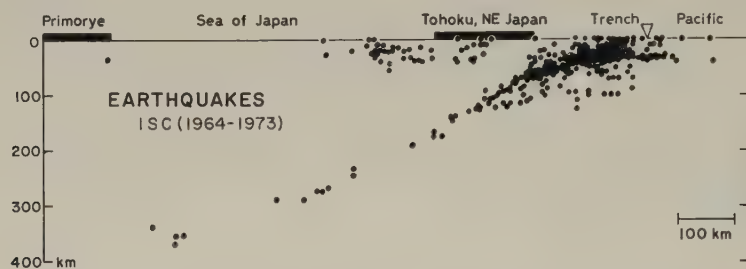 Primorye Sea of Japan Tohoku, NE Japan Trench Pacific
0
100
200
300
400 km
EARTHQUAKES
ISC (1964-1973)
100 km